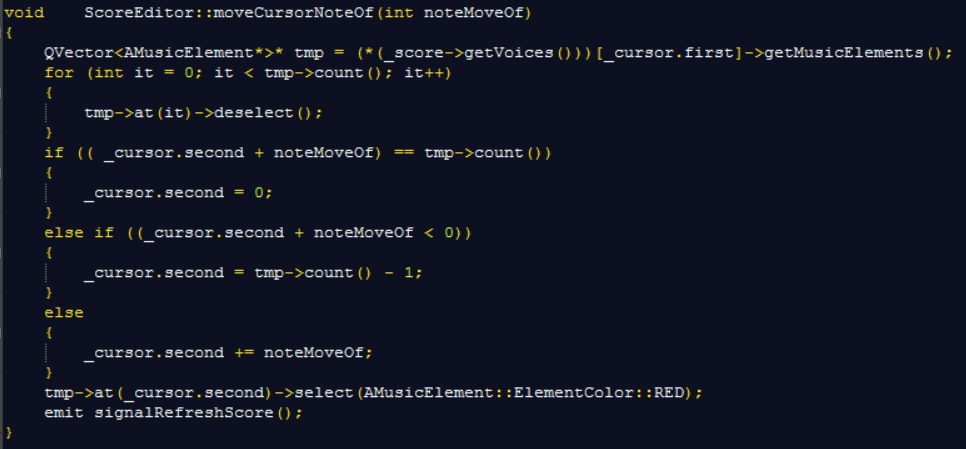 void    ScoreEditor::moveCursorNoteOf(int noteMoveOf)
{
    QVector<AMusicElement*>* tmp = (*(_score->getVoices()))[_cursor.first]->getMusicElements();
    for (int it = 0; it < tmp->count(); it++)
    {
        tmp->at(it)->deselect();
    }
    if (( _cursor.second + noteMoveOf) == tmp->count())
    {
        _cursor.second = 0;
    }
    else if ((_cursor.second + noteMoveOf < 0))
    {
        _cursor.second = tmp->count() - 1;
    }
    else
    {
        _cursor.second += noteMoveOf;
    }
    tmp->at(_cursor.second)->select(AMusicElement::ElementColor::RED);
    emit signalRefreshScore();
}